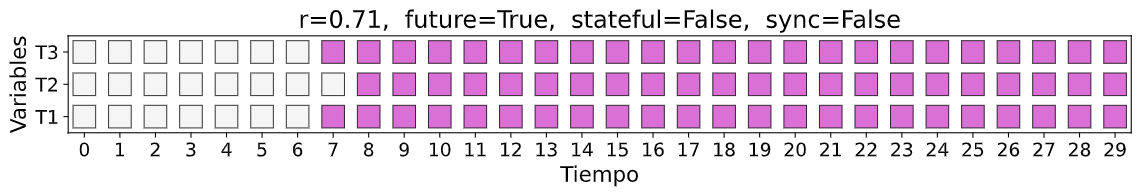 r=0.71,  future=True,  stateful=False,  sync=False
Variables
T3
T2
T1
0 1 2 3 4 5 6 7 8 9 10 11 12 13 14 15 16 17 18 19 20 21 22 23 24 25 26 27 28 29
Tiempo